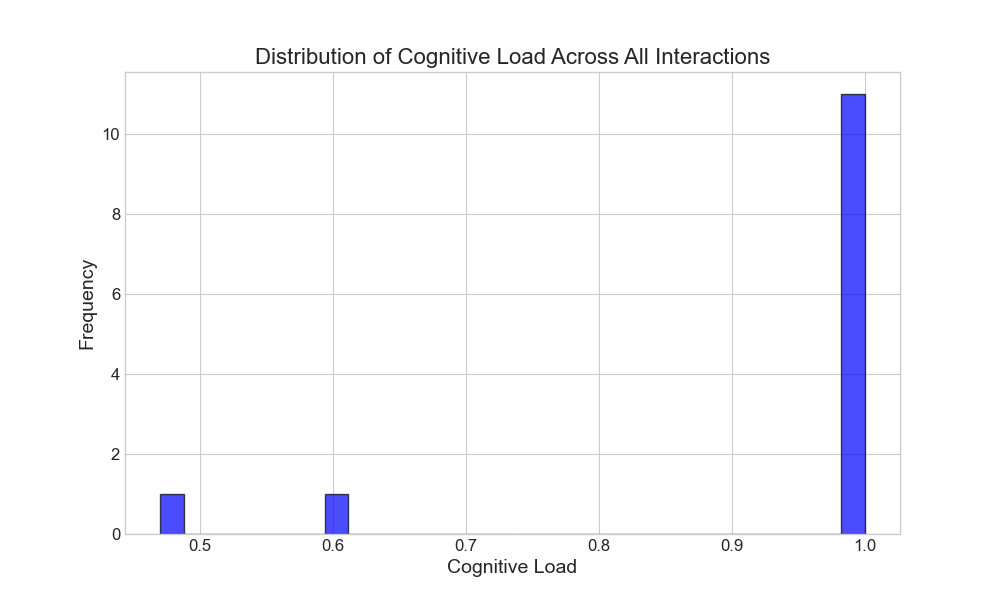 Distribution of Cognitive Load Across All Interactions
Frequency
10
8
6
4
2
0
0.5 0.6 0.7 0.8 0.9 1.0
Cognitive Load